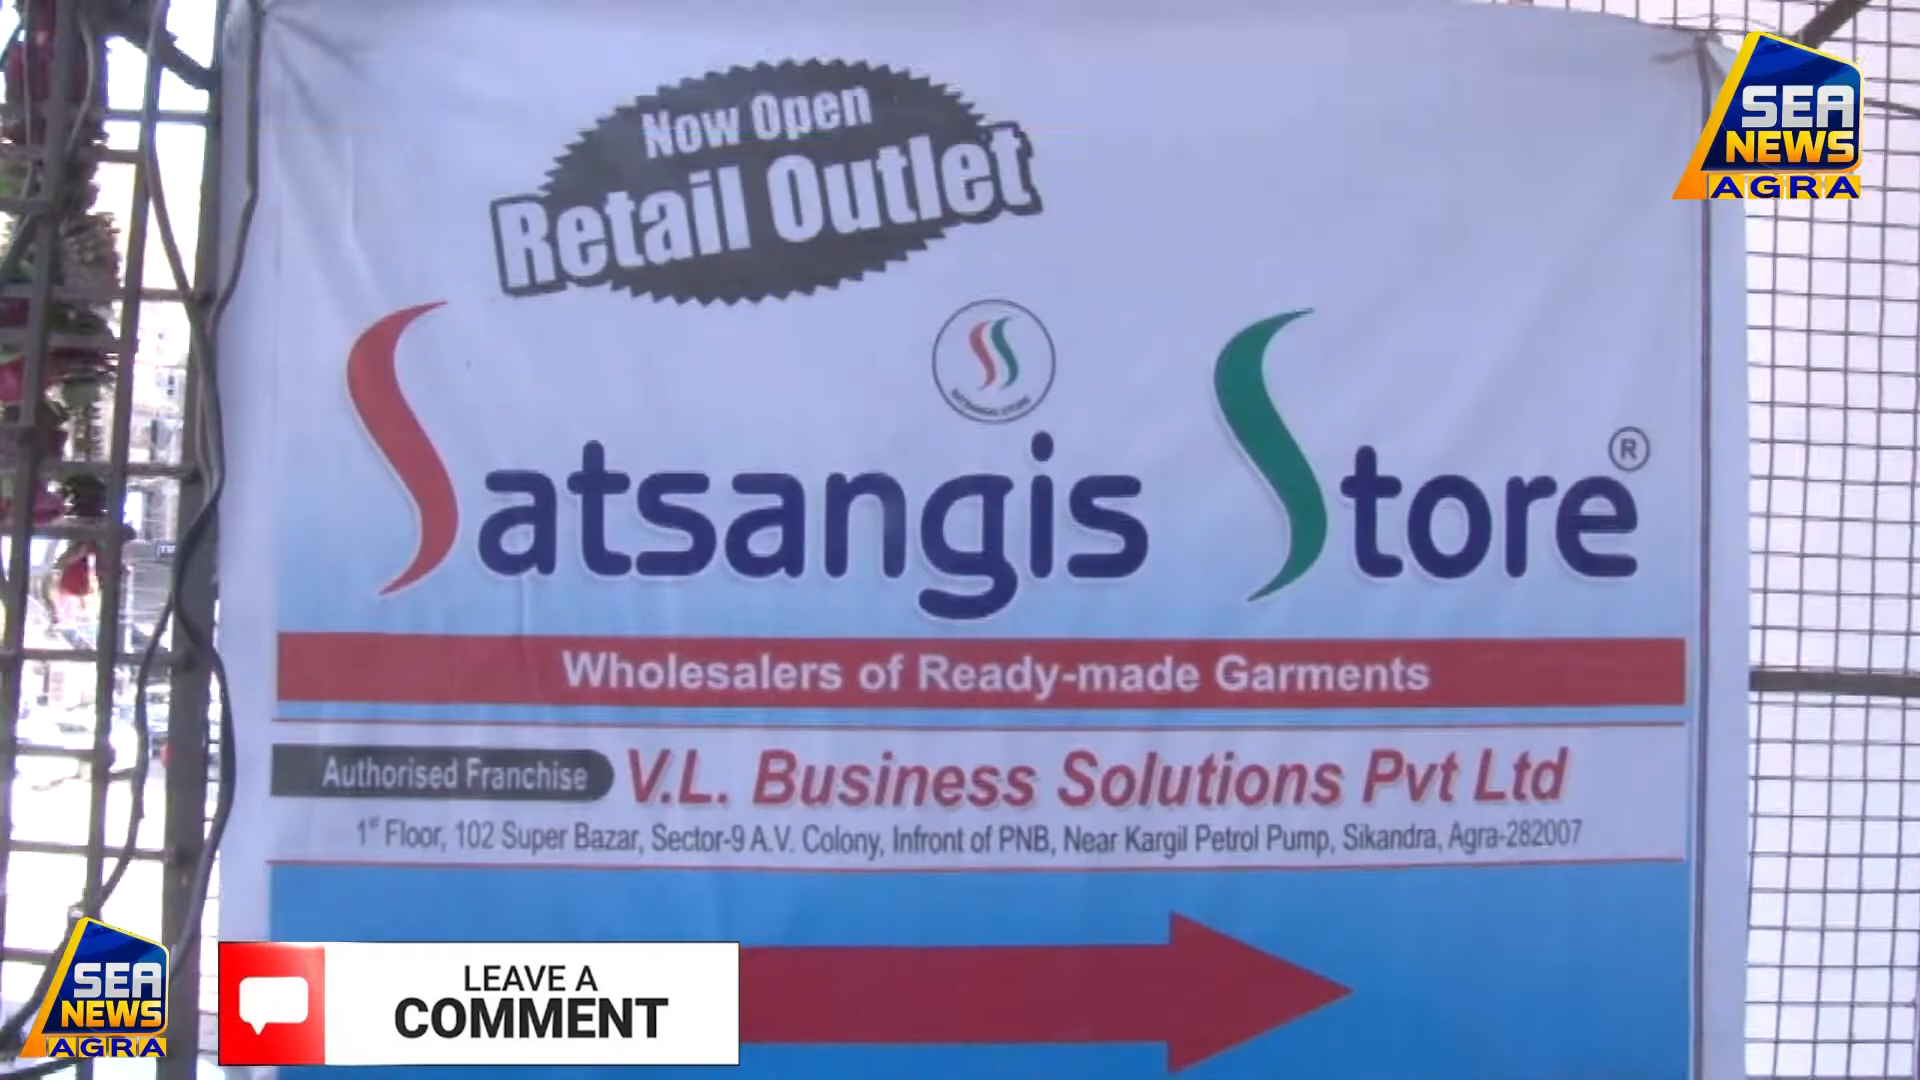 Now Open
Retail Outlet
SEA
NEWS
AGRA
SATSANGIS STORE
Satsangis Store ®
Wholesalers of Ready-made Garments
Authorised Franchise V.L. Business Solutions Pvt Ltd
1st Floor, 102 Super Bazar, Sector-9 A.V. Colony, Infront of PNB, Near Kargil Petrol Pump, Sikandra, Agra-282007
SEA
NEWS
AGRA
LEAVE A
COMMENT